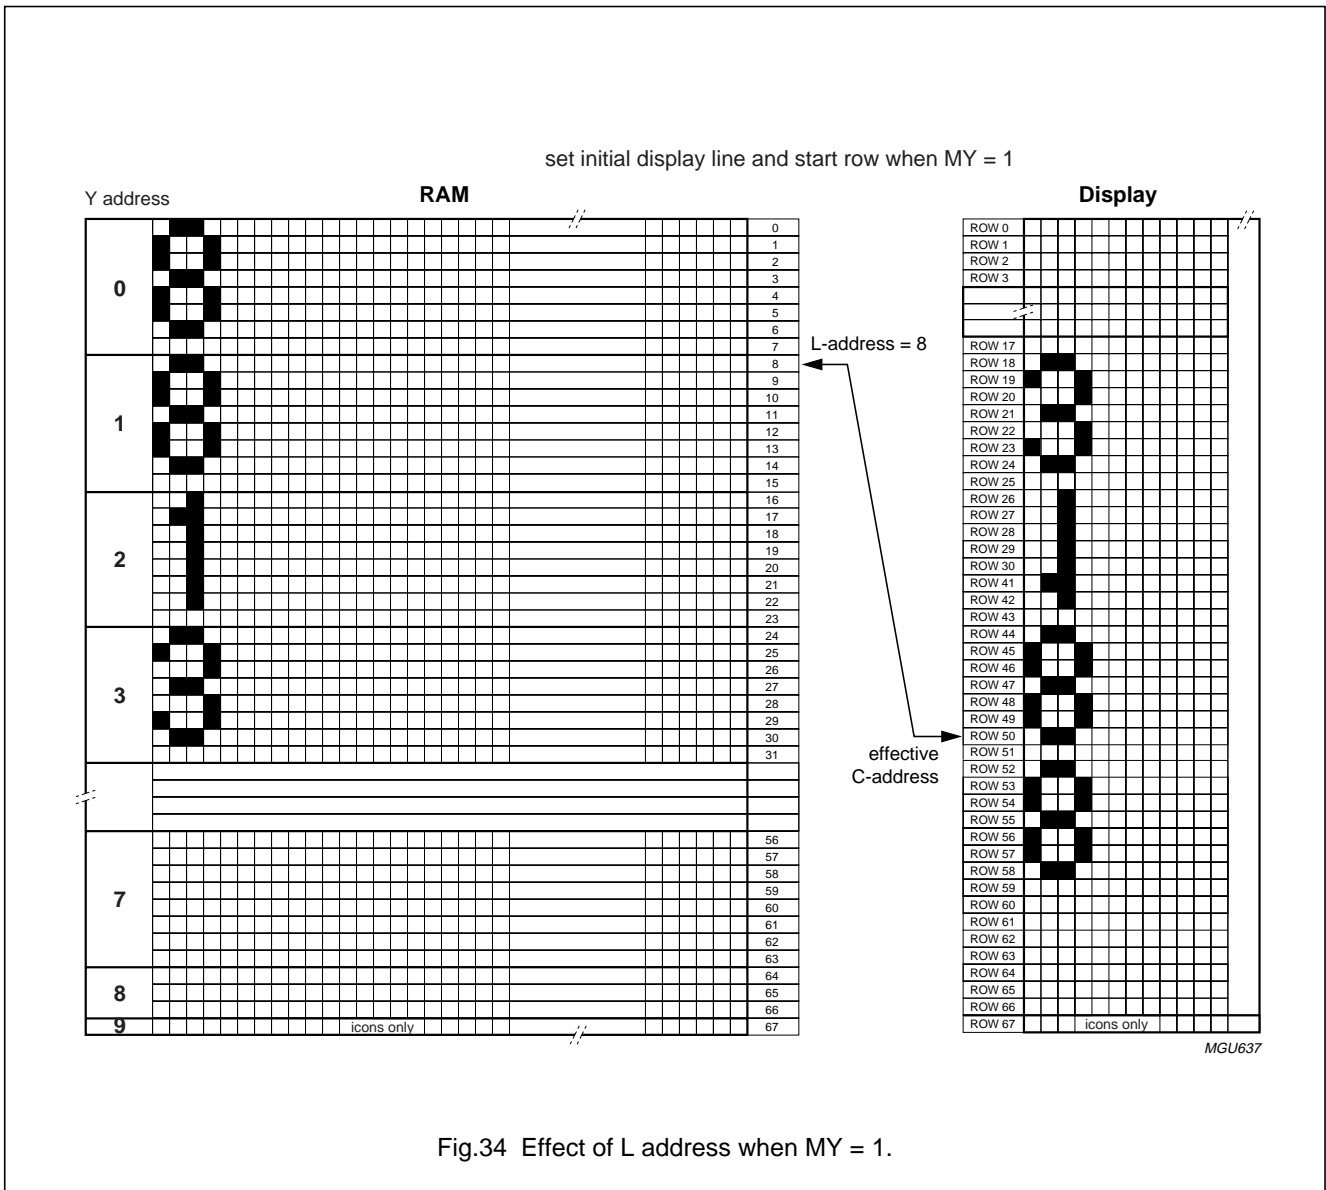 set initial display line and start row when MY = 1
Y address
RAM
Display
0
1
2
3
7
8
9
0
1
2
3
4
5
6
7
8
9
10
11
12
13
14
15
16
17
18
19
20
21
22
23
24
25
26
27
28
29
30
31
56
57
58
59
60
61
62
63
64
65
66
67
icons only
L-address = 8
effective
C-address
ROW 0
ROW 1
ROW 2
ROW 3
ROW 17
ROW 18
ROW 19
ROW 20
ROW 21
ROW 22
ROW 23
ROW 24
ROW 25
ROW 26
ROW 27
ROW 28
ROW 29
ROW 30
ROW 41
ROW 42
ROW 43
ROW 44
ROW 45
ROW 46
ROW 47
ROW 48
ROW 49
ROW 50
ROW 51
ROW 52
ROW 53
ROW 54
ROW 55
ROW 56
ROW 57
ROW 58
ROW 59
ROW 60
ROW 61
ROW 62
ROW 63
ROW 64
ROW 65
ROW 66
ROW 67
icons only
MGU637
Fig.34 Effect of L address when MY = 1.